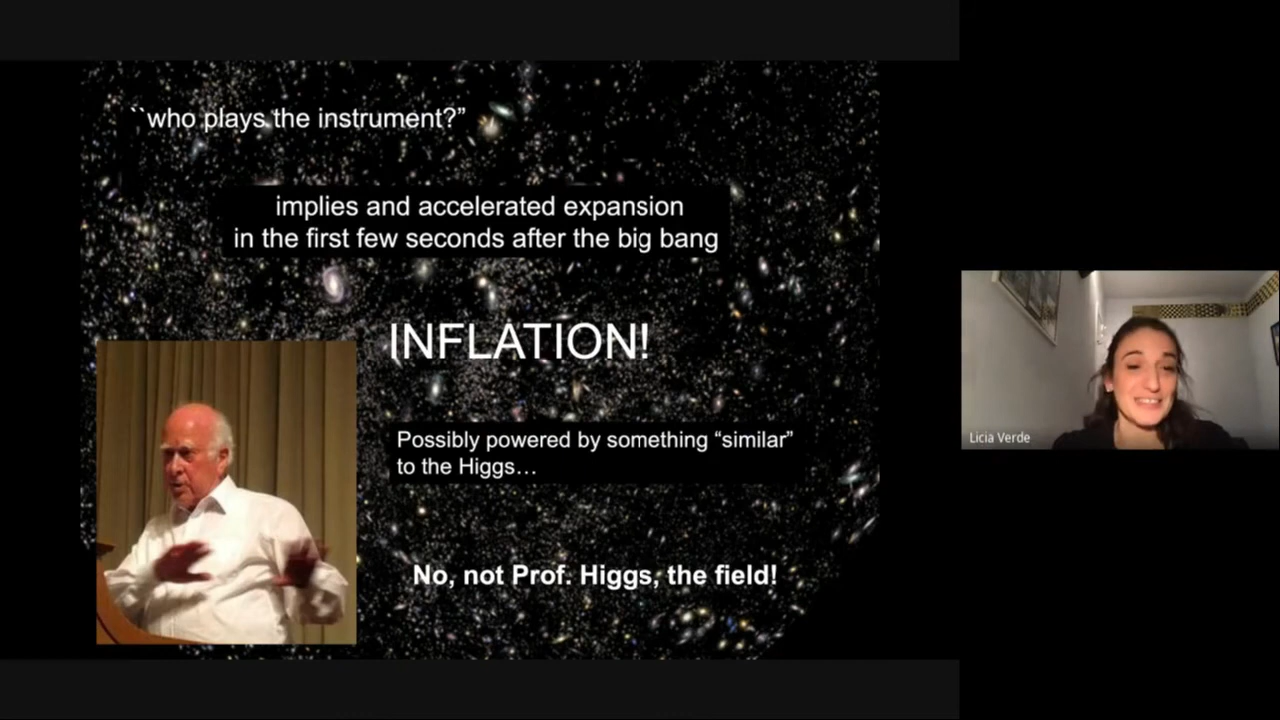 ``who plays the instrument?”
implies and accelerated expansion
in the first few seconds after the big bang
INFLATION!
Possibly powered by something “similar”
to the Higgs…
No, not Prof. Higgs, the field!
Licia Verde